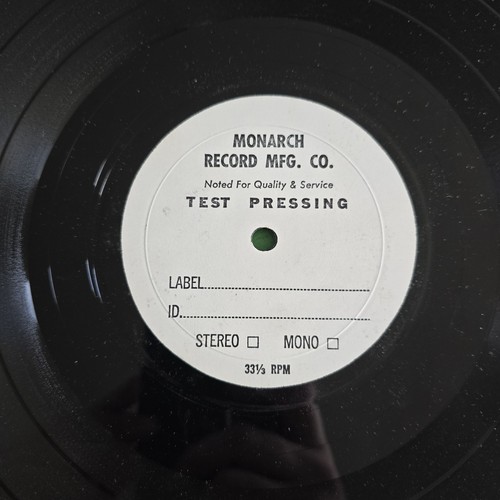 MONARCH
RECORD MFG. CO.
Noted For Quality & Service
TEST PRESSING
LABEL
ID.
STEREO □ MONO □
33⅓ RPM